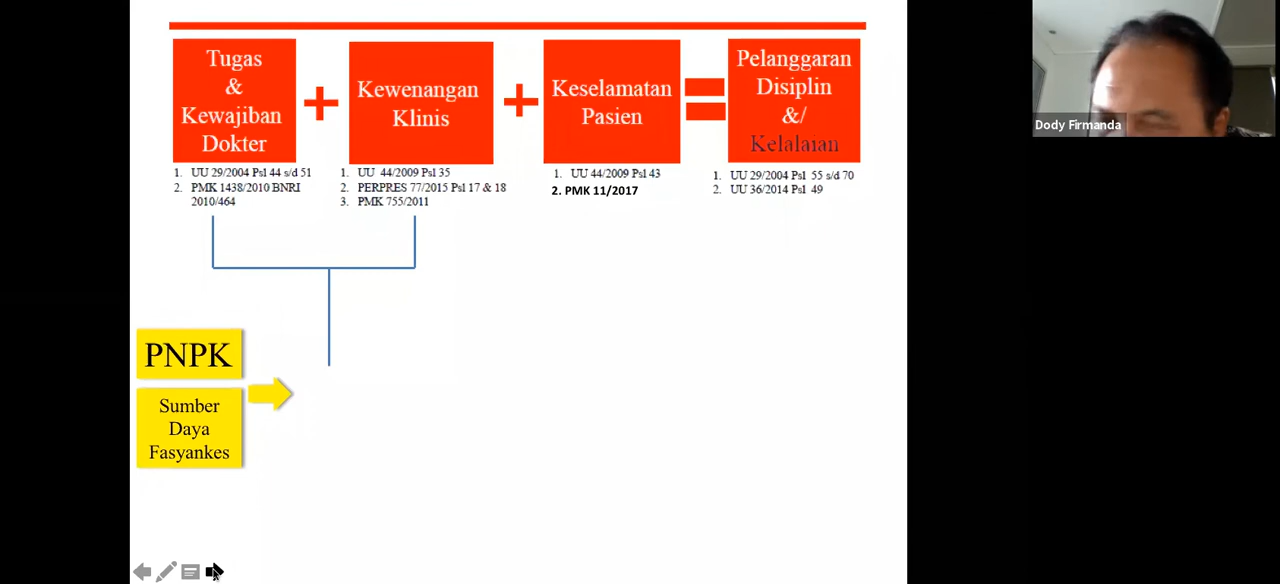 Tugas
&
Kewajiban
Dokter
Kewenangan
Klinis
Keselamatan
Pasien
Pelanggaran
Disiplin
&/
Kelalaian
1. UU 29/2004 Psl 44 s/d 51
2. PMK 1438/2010 BNRI
2010/464
1. UU 44/2009 Psl 35
2. PERPRES 77/2015 Psl 17 & 18
3. PMK 755/2011
1. UU 44/2009 Psl 43
2. PMK 11/2017
1. UU 29/2004 Psl 55 s/d 70
2. UU 36/2014 Psl 49
PNPK
Sumber
Daya
Fasyankes
Dody Firmanda